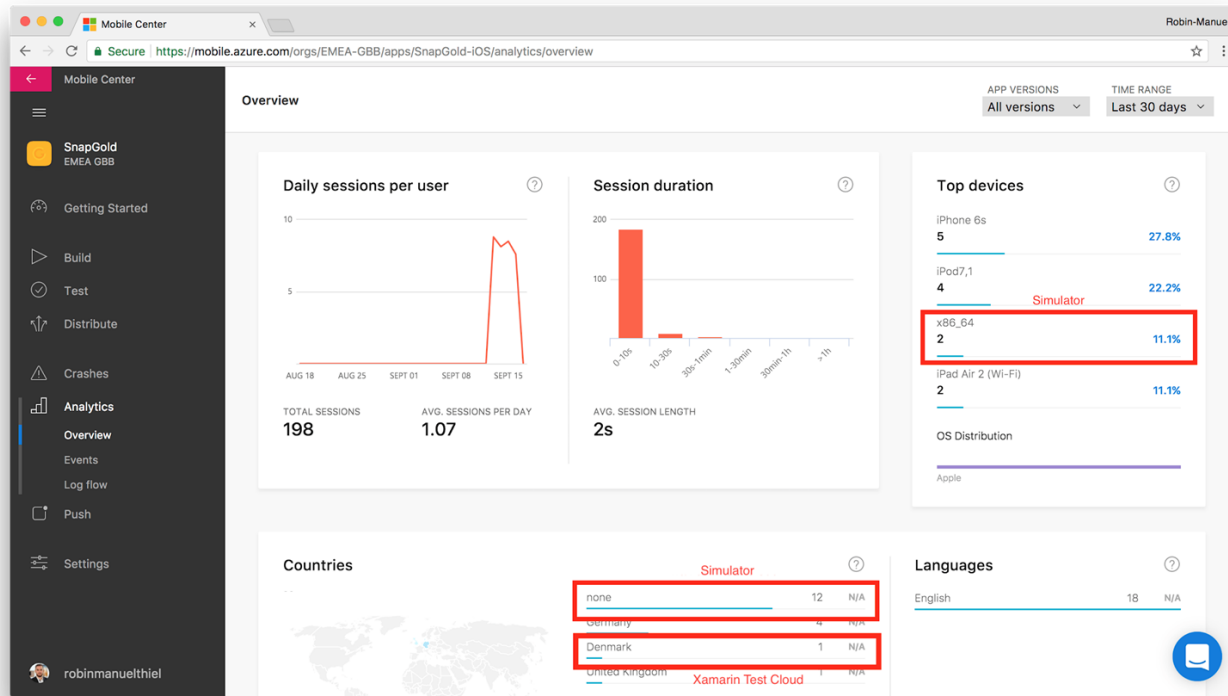 Mobile Center
Robin-Manue
Secure https://mobile.azure.com/orgs/EMEA-GBB/apps/SnapGold-iOS/analytics/overview
Mobile Center
SnapGold
EMEA GBB
Getting Started
Build
Test
Distribute
Crashes
Analytics
Overview
Events
Log flow
Push
Settings
robinmanuelthiel
Overview
APP VERSIONS
All versions
TIME RANGE
Last 30 days
Daily sessions per user
?
10
5
AUG 18 AUG 25 SEPT 01 SEPT 08 SEPT 15
TOTAL SESSIONS
198
AVG. SESSIONS PER DAY
1.07
Session duration
?
200
100
0-10s 10-30s 30s-1min 1-30min 30min-1h >1h
AVG. SESSION LENGTH
2s
Top devices
?
iPhone 6s
5 27.8%
iPod7,1
4 22.2%
Simulator
x86_64
2 11.1%
iPad Air 2 (Wi-Fi)
2 11.1%
OS Distribution
Apple
Countries
?
--
Simulator
none 12 N/A
Germany 4 N/A
Denmark 1 N/A
United Kingdom 1 N/A
Xamarin Test Cloud
Languages
?
English 18 N/A